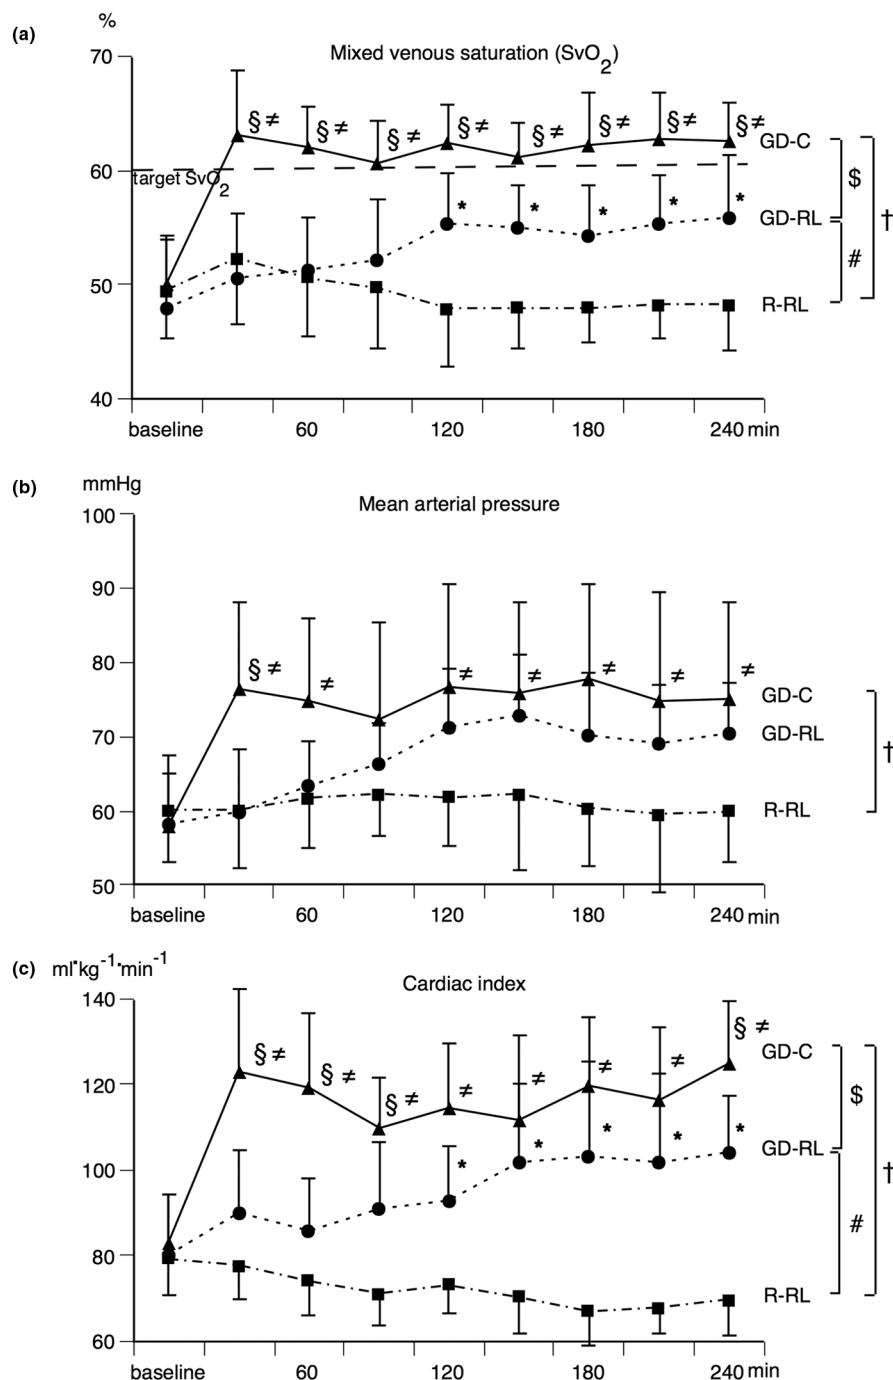 (a)
%
Mixed venous saturation (SvO2)
70
§ ≠ § ≠ § ≠ § ≠ § ≠ § ≠ § ≠ § ≠
GD-C
60
target SvO2
$
* * * * *
GD-RL
†
#
50
R-RL
40
baseline 60 120 180 240 min
(b)
mmHg
Mean arterial pressure
100
90
80
§ ≠ ≠ ≠ ≠ ≠ ≠ ≠
GD-C
70
GD-RL
†
60
R-RL
50
baseline 60 120 180 240 min
(c)
ml·kg-1·min-1
Cardiac index
140
§ ≠ § ≠ § ≠ ≠ ≠ ≠ ≠ § ≠
GD-C
120
$
* * * * *
GD-RL
100
†
#
80
R-RL
60
baseline 60 120 180 240 min